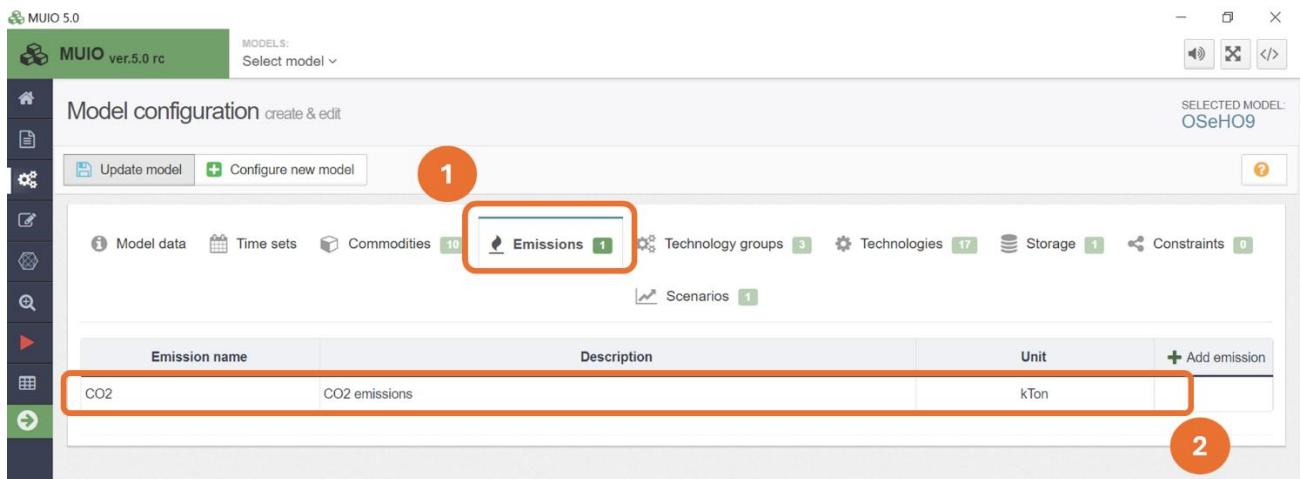 MUIO 5.0
MUIO ver.5.0 rc
MODELS:
Select model
Model configuration create & edit
SELECTED MODEL:
OSeHO9
Update model Configure new model
1
Model data Time sets Commodities 10 Emissions 1 Technology groups 3 Technologies 17 Storage 1 Constraints 0
Scenarios 1
Emission name Description Unit Add emission
CO2 CO2 emissions kTon
2